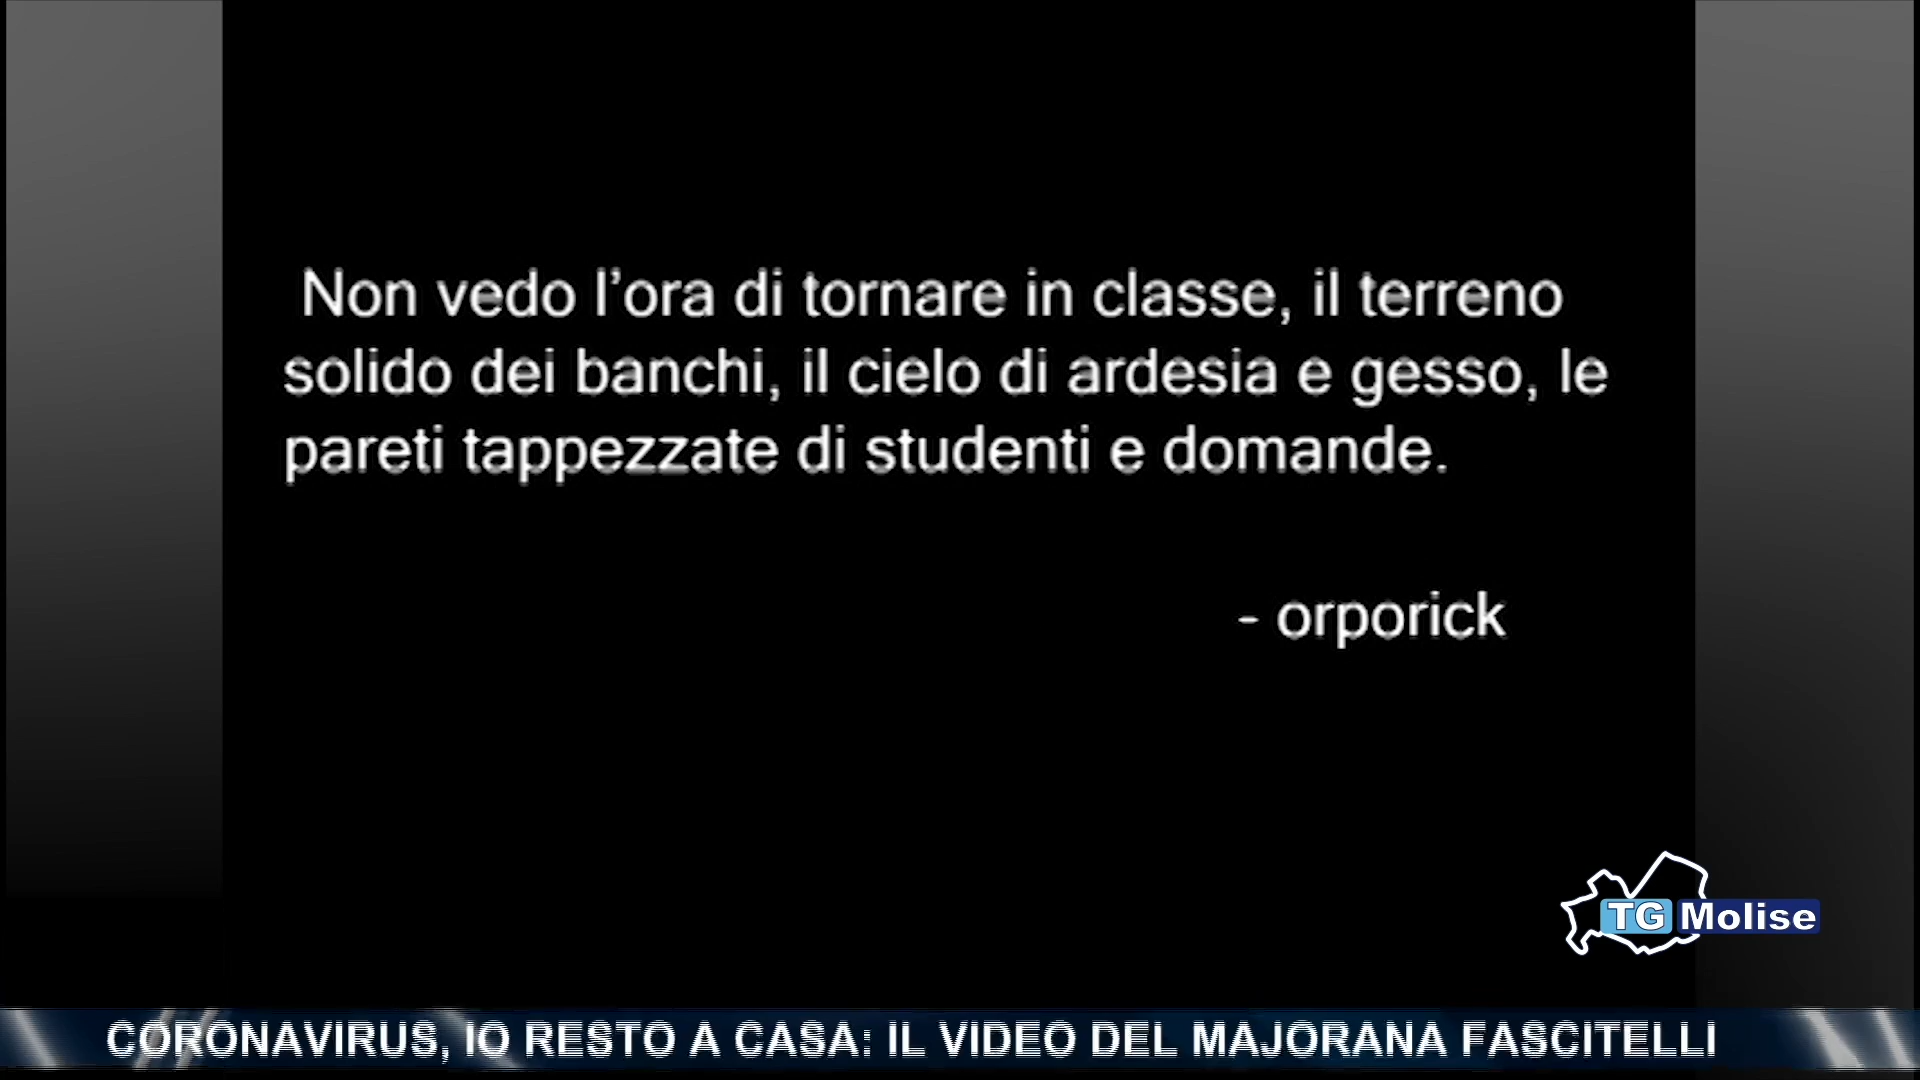 Non vedo l’ora di tornare in classe, il terreno
solido dei banchi, il cielo di ardesia e gesso, le
pareti tappezzate di studenti e domande.
- orporick
TG Molise
CORONAVIRUS, IO RESTO A CASA: IL VIDEO DEL MAJORANA FASCITELLI